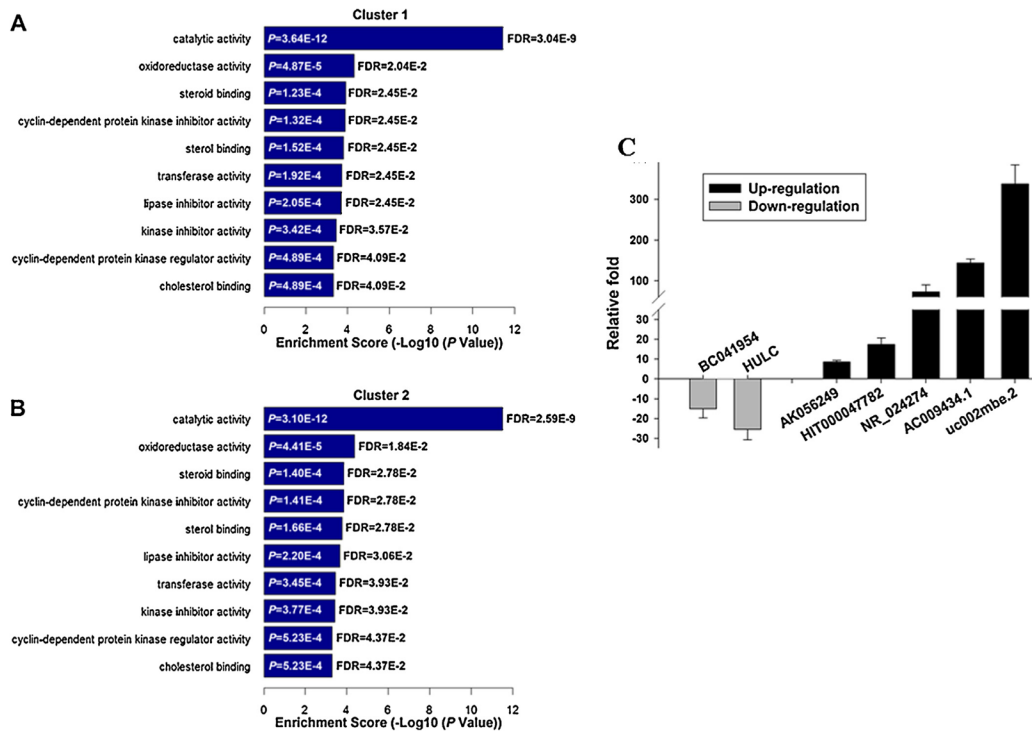 A
Cluster 1
catalytic activity P=3.64E-12 FDR=3.04E-9
oxidoreductase activity P=4.87E-5 FDR=2.04E-2
steroid binding P=1.23E-4 FDR=2.45E-2
cyclin-dependent protein kinase inhibitor activity P=1.32E-4 FDR=2.45E-2
sterol binding P=1.52E-4 FDR=2.45E-2
transferase activity P=1.92E-4 FDR=2.45E-2
lipase inhibitor activity P=2.05E-4 FDR=2.45E-2
kinase inhibitor activity P=3.42E-4 FDR=3.57E-2
cyclin-dependent protein kinase regulator activity P=4.89E-4 FDR=4.09E-2
cholesterol binding P=4.89E-4 FDR=4.09E-2
0 2 4 6 8 10 12
Enrichment Score (-Log10 (P Value))
B
Cluster 2
catalytic activity P=3.10E-12 FDR=2.59E-9
oxidoreductase activity P=4.41E-5 FDR=1.84E-2
steroid binding P=1.40E-4 FDR=2.78E-2
cyclin-dependent protein kinase inhibitor activity P=1.41E-4 FDR=2.78E-2
sterol binding P=1.66E-4 FDR=2.78E-2
lipase inhibitor activity P=2.20E-4 FDR=3.06E-2
transferase activity P=3.45E-4 FDR=3.93E-2
kinase inhibitor activity P=3.77E-4 FDR=3.93E-2
cyclin-dependent protein kinase regulator activity P=5.23E-4 FDR=4.37E-2
cholesterol binding P=5.23E-4 FDR=4.37E-2
0 2 4 6 8 10 12
Enrichment Score (-Log10 (P Value))
C
Up-regulation
Down-regulation
Relative fold
300
200
100
30
20
10
0
-10
-20
-30
BC041954
HULC
AK056249
HIT000047782
NR_024274
AC009434.1
uc002mbe.2